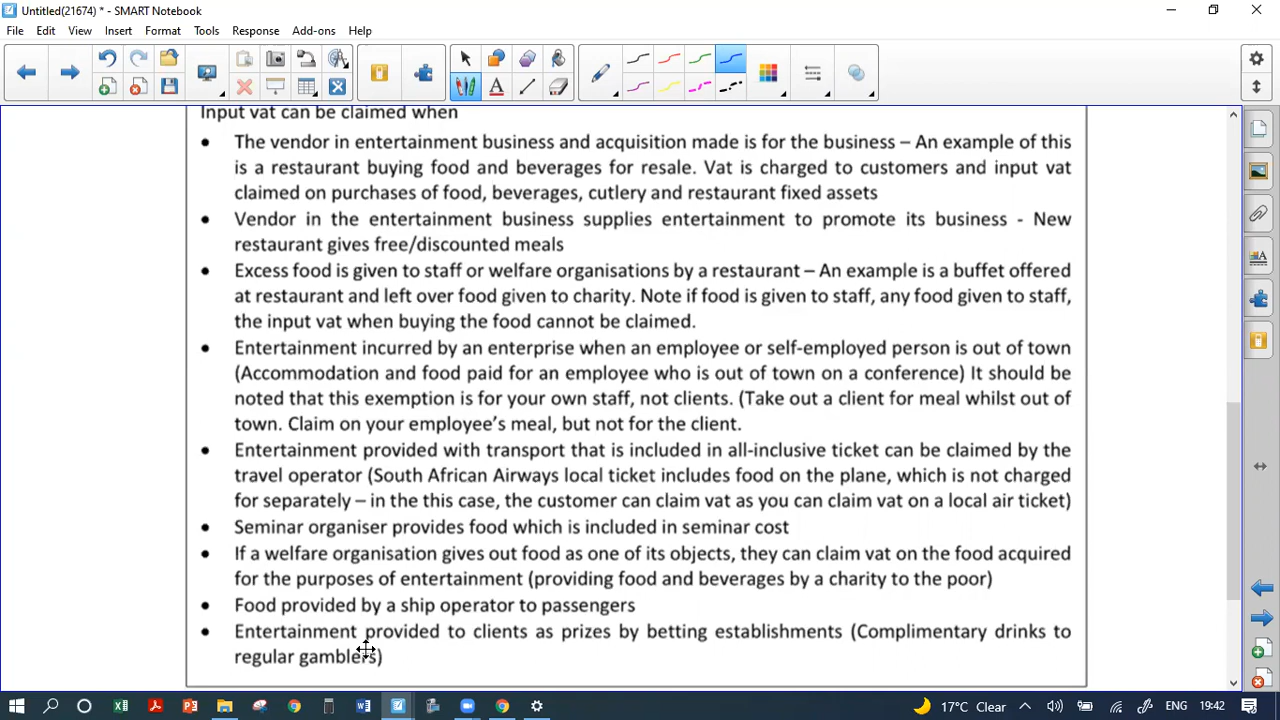 Untitled(21674) * - SMART Notebook
File Edit View Insert Format Tools Response Add-ons Help
Input vat can be claimed when
• The vendor in entertainment business and acquisition made is for the business – An example of this
is a restaurant buying food and beverages for resale. Vat is charged to customers and input vat
claimed on purchases of food, beverages, cutlery and restaurant fixed assets
• Vendor in the entertainment business supplies entertainment to promote its business - New
restaurant gives free/discounted meals
• Excess food is given to staff or welfare organisations by a restaurant – An example is a buffet offered
at restaurant and left over food given to charity. Note if food is given to staff, any food given to staff,
the input vat when buying the food cannot be claimed.
• Entertainment incurred by an enterprise when an employee or self-employed person is out of town
(Accommodation and food paid for an employee who is out of town on a conference) It should be
noted that this exemption is for your own staff, not clients. (Take out a client for meal whilst out of
town. Claim on your employee's meal, but not for the client.
• Entertainment provided with transport that is included in all-inclusive ticket can be claimed by the
travel operator (South African Airways local ticket includes food on the plane, which is not charged
for separately – in the this case, the customer can claim vat as you can claim vat on a local air ticket)
• Seminar organiser provides food which is included in seminar cost
• If a welfare organisation gives out food as one of its objects, they can claim vat on the food acquired
for the purposes of entertainment (providing food and beverages by a charity to the poor)
• Food provided by a ship operator to passengers
• Entertainment provided to clients as prizes by betting establishments (Complimentary drinks to
regular gamblers)
17°C Clear ENG 19:42